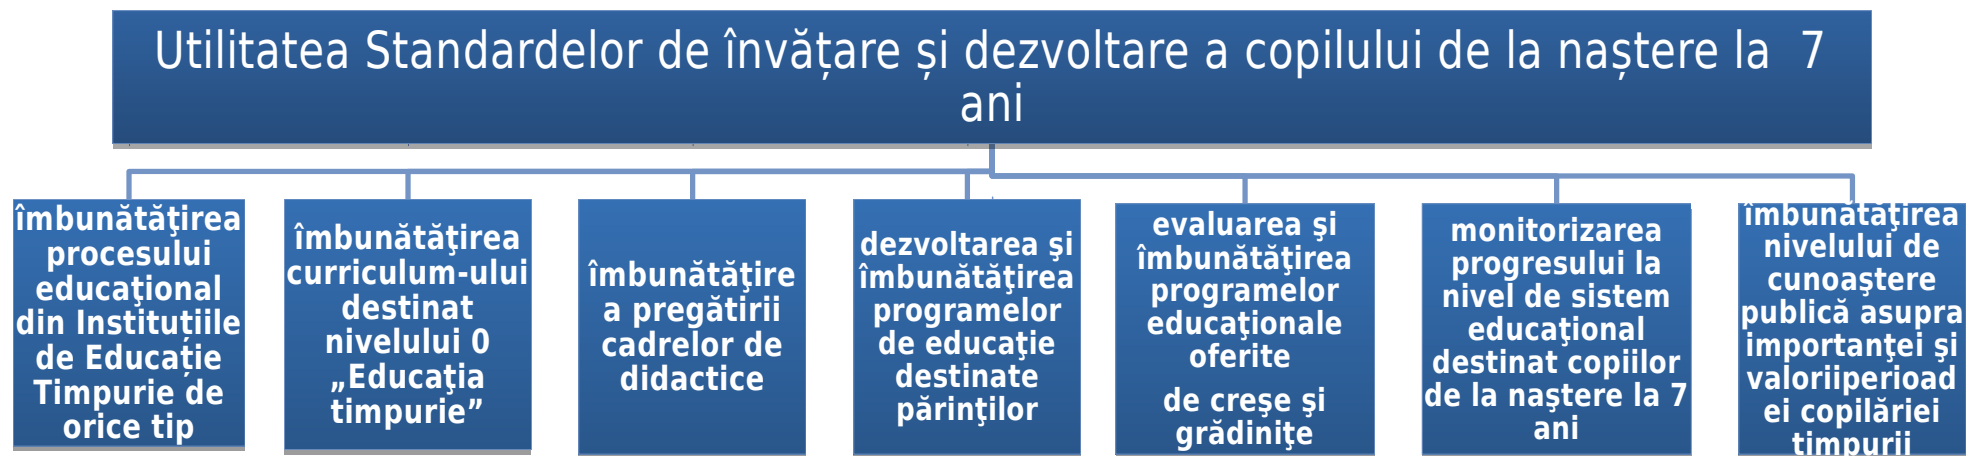 Utilitatea Standardelor de învățare și dezvoltare a copilului de la naștere la  7
ani
îmbunătăţirea
procesului
educaţional
din Instituțiile
de Educație
Timpurie de
orice tip
îmbunătăţirea
curriculum-ului
destinat
nivelului 0
„Educaţia
timpurie”
îmbunătăţire
a pregătirii
cadrelor de
didactice
dezvoltarea şi
îmbunătăţirea
programelor
de educaţie
destinate
părinţilor
evaluarea şi
îmbunătăţirea
programelor
educaţionale
oferite
de creşe şi
grădiniţe
monitorizarea
progresului la
nivel de sistem
educaţional
destinat copiilor
de la naştere la 7
ani
îmbunătăţirea
nivelului de
cunoaştere
publică asupra
importanţei şi
valoriiperioad
ei copilăriei
timpurii